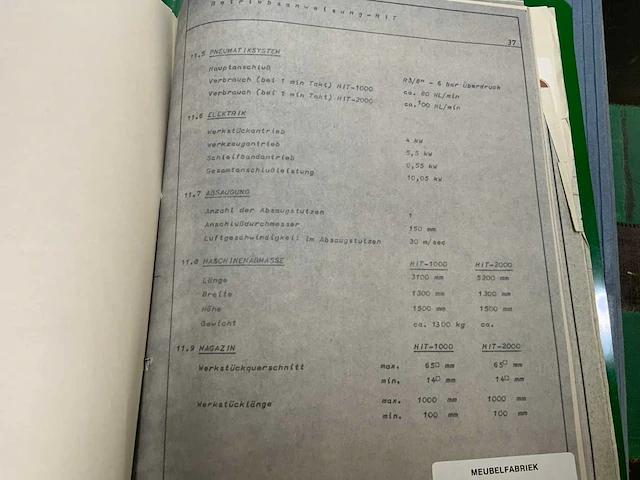 Betriebsanweisung-HIT
37
11.5 PNEUMATIKSYSTEM
Hauptanschluß R3/8" - 6 bar Überdruck
Verbrauch (bei 1 min Takt) HIT-1000 ca. 80 NL/min
Verbrauch (bei 1 min Takt) HIT-2000 ca. 100 NL/min
11.6 ELEKTRIK
Werkstückantrieb 4 kW
Werkzeugantrieb 5,5 kW
Schleifbandantrieb 0,55 kW
Gesamtanschlußleistung 10,05 kW
11.7 ABSAUGUNG
Anzahl der Absaugstutzen 1
Anschlußdurchmesser 150 mm
Luftgeschwindigkeit im Absaugstutzen 30 m/sec
11.8 MASCHINENABMASSE HIT-1000 HIT-2000
Länge 3100 mm 5200 mm
Breite 1300 mm 1300 mm
Höhe 1500 mm 1500 mm
Gewicht ca. 1300 kg ca.
11.9 MAGAZIN HIT-1000 HIT-2000
Werkstückquerschnitt max. 65□ mm 65□ mm
min. 14□ mm 14□ mm
Werkstücklänge max. 1000 mm 1000 mm
min. 100 mm 100 mm
MEUBELFABRIEK